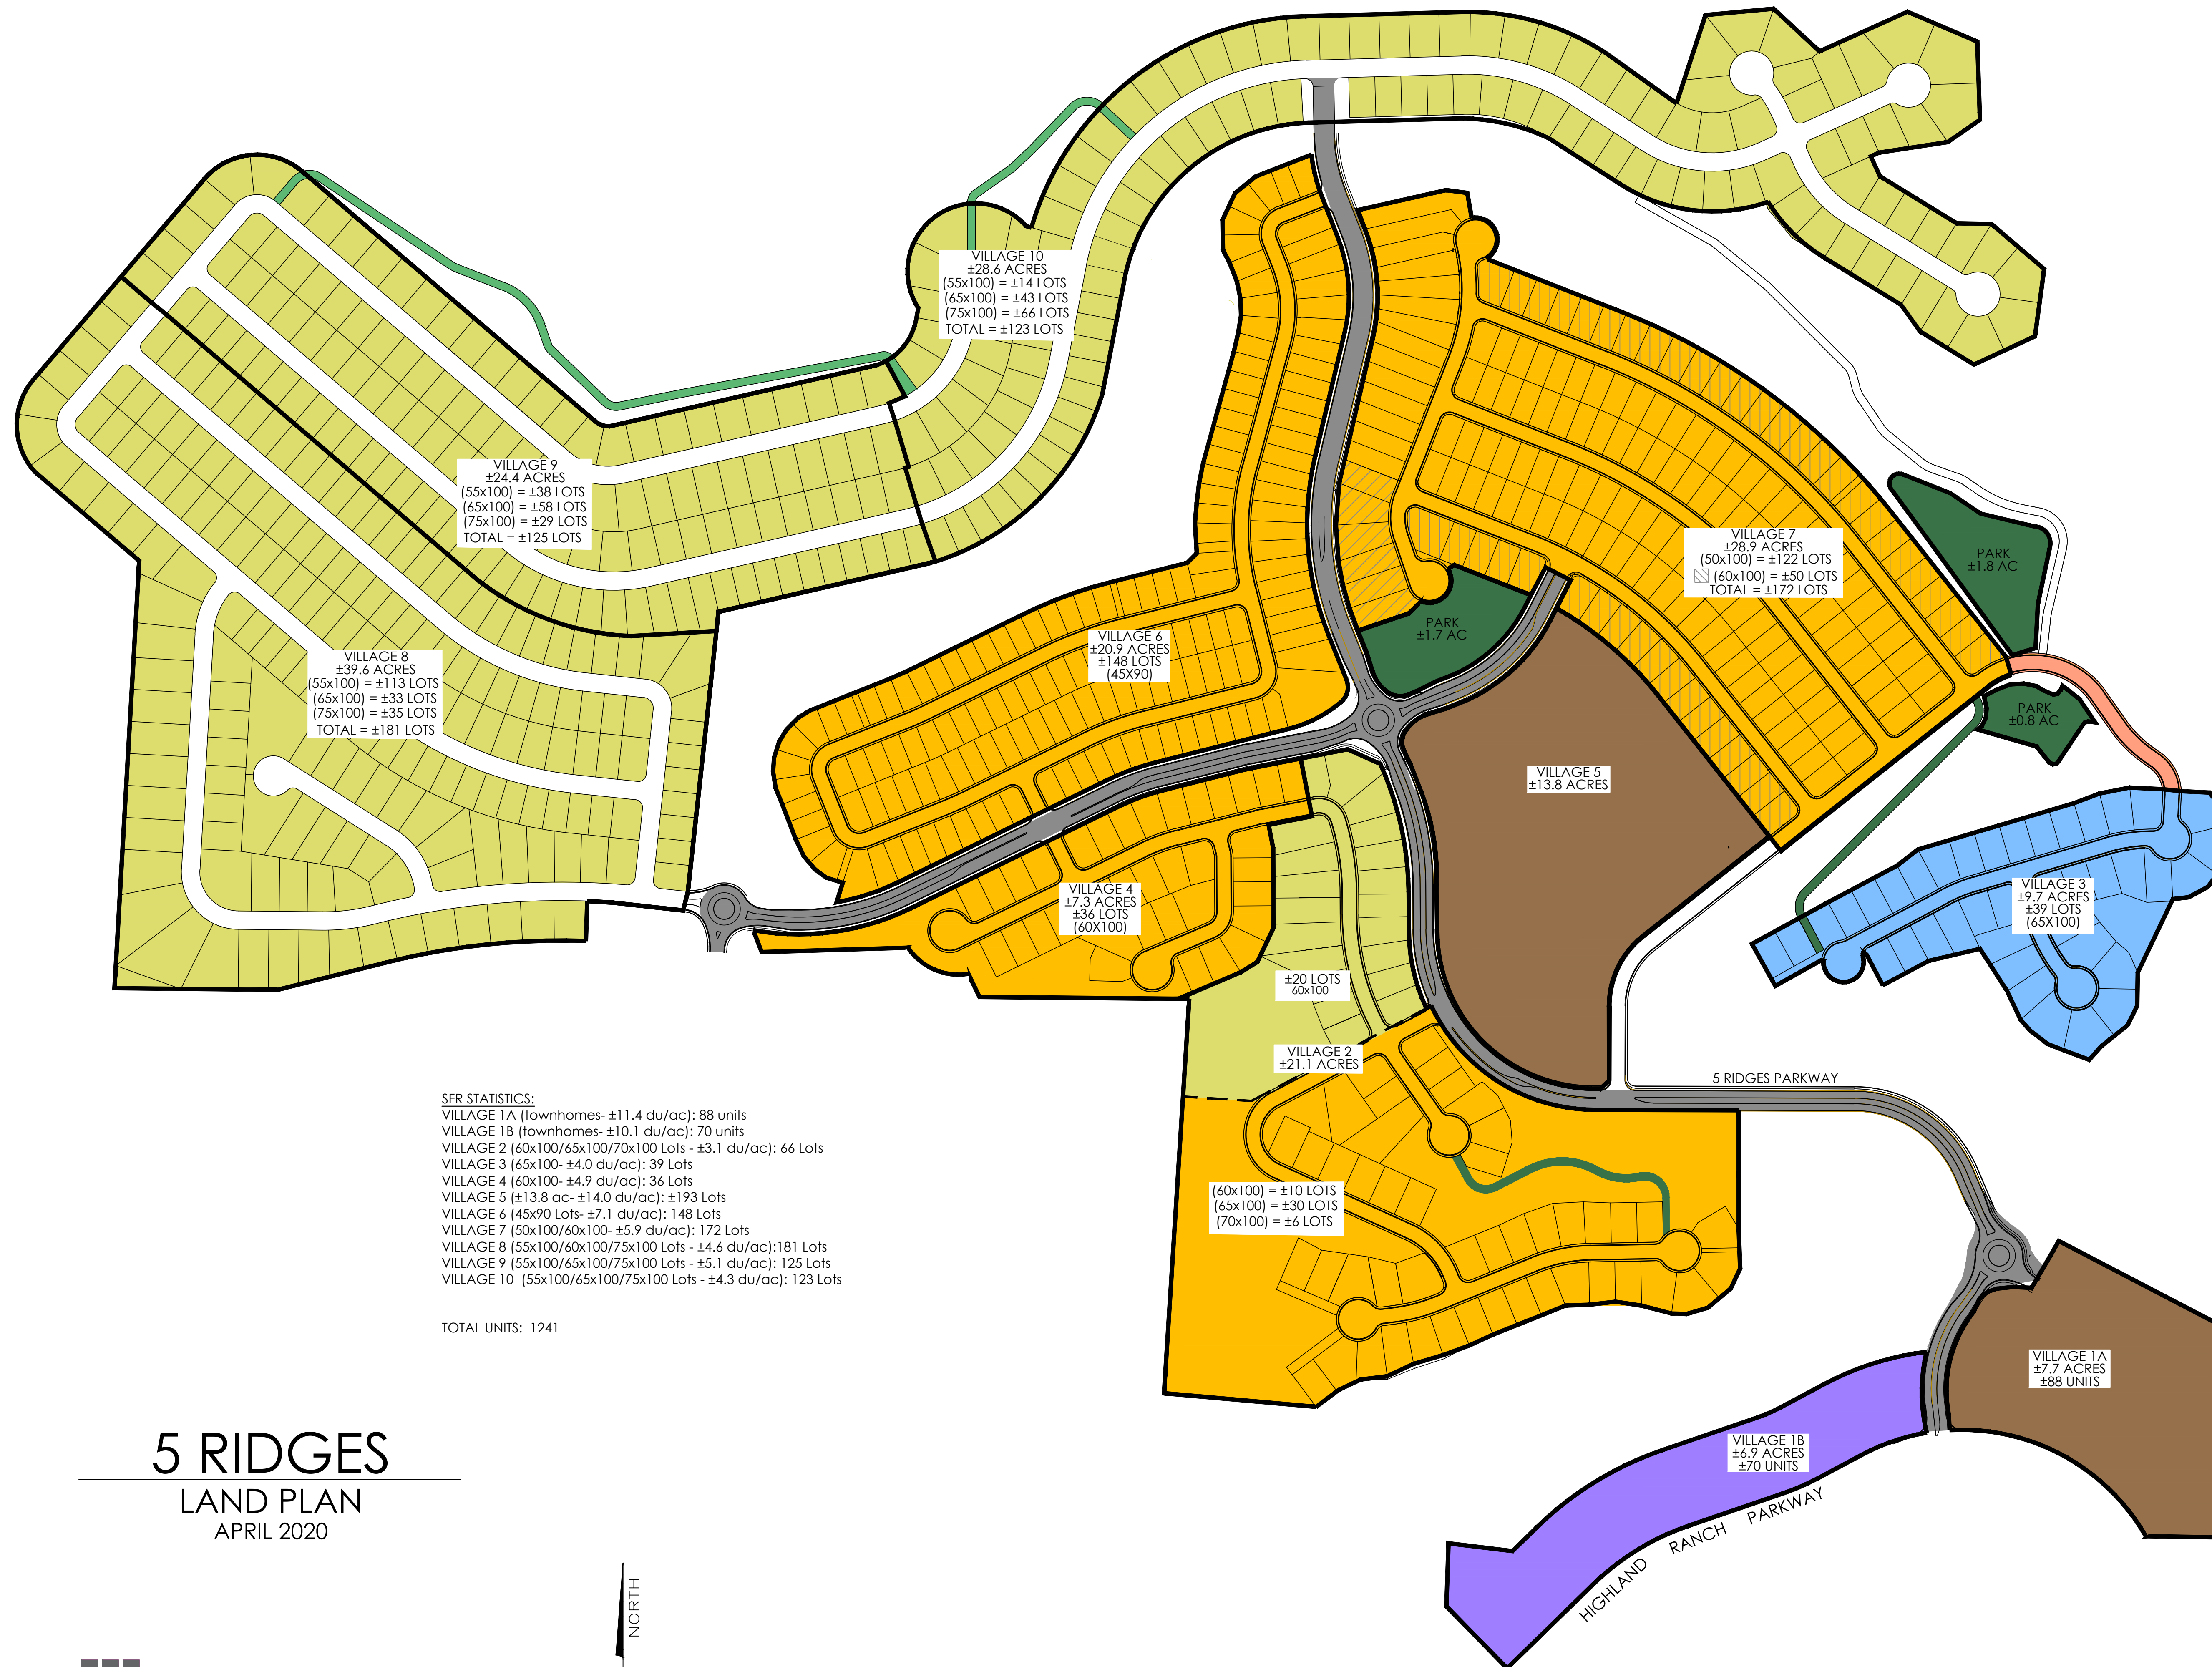 VILLAGE 10
±28.6 ACRES
(55x100) = ±14 LOTS
(65x100) = ±43 LOTS
(75x100) = ±66 LOTS
TOTAL = ±123 LOTS
VILLAGE 9
±24.4 ACRES
(55x100) = ±38 LOTS
(65x100) = ±58 LOTS
(75x100) = ±29 LOTS
TOTAL = ±125 LOTS
VILLAGE 7
±28.9 ACRES
(50x100) = ±122 LOTS
(60x100) = ±50 LOTS
TOTAL = ±172 LOTS
PARK
±1.8 AC
PARK
±1.7 AC
VILLAGE 6
±20.9 ACRES
±148 LOTS
(45X90)
VILLAGE 8
±39.6 ACRES
(55x100) = ±113 LOTS
(65x100) = ±33 LOTS
(75x100) = ±35 LOTS
TOTAL = ±181 LOTS
PARK
±0.8 AC
VILLAGE 5
±13.8 ACRES
VILLAGE 4
±7.3 ACRES
±36 LOTS
(60X100)
VILLAGE 3
±9.7 ACRES
±39 LOTS
(65X100)
±20 LOTS
60x100
VILLAGE 2
±21.1 ACRES
5 RIDGES PARKWAY
(60x100) = ±10 LOTS
(65x100) = ±30 LOTS
(70x100) = ±6 LOTS
SFR STATISTICS:
VILLAGE 1A (townhomes- ±11.4 du/ac): 88 units
VILLAGE 1B (townhomes- ±10.1 du/ac): 70 units
VILLAGE 2 (60x100/65x100/70x100 Lots - ±3.1 du/ac): 66 Lots
VILLAGE 3 (65x100- ±4.0 du/ac): 39 Lots
VILLAGE 4 (60x100- ±4.9 du/ac): 36 Lots
VILLAGE 5 (±13.8 ac- ±14.0 du/ac): ±193 Lots
VILLAGE 6 (45x90 Lots- ±7.1 du/ac): 148 Lots
VILLAGE 7 (50x100/60x100- ±5.9 du/ac): 172 Lots
VILLAGE 8 (55x100/60x100/75x100 Lots - ±4.6 du/ac):181 Lots
VILLAGE 9 (55x100/65x100/75x100 Lots - ±5.1 du/ac): 125 Lots
VILLAGE 10 (55x100/65x100/75x100 Lots - ±4.3 du/ac): 123 Lots
TOTAL UNITS: 1241
VILLAGE 1A
±7.7 ACRES
±88 UNITS
VILLAGE 1B
±6.9 ACRES
±70 UNITS
HIGHLAND RANCH PARKWAY
5 RIDGES
LAND PLAN
APRIL 2020
NORTH